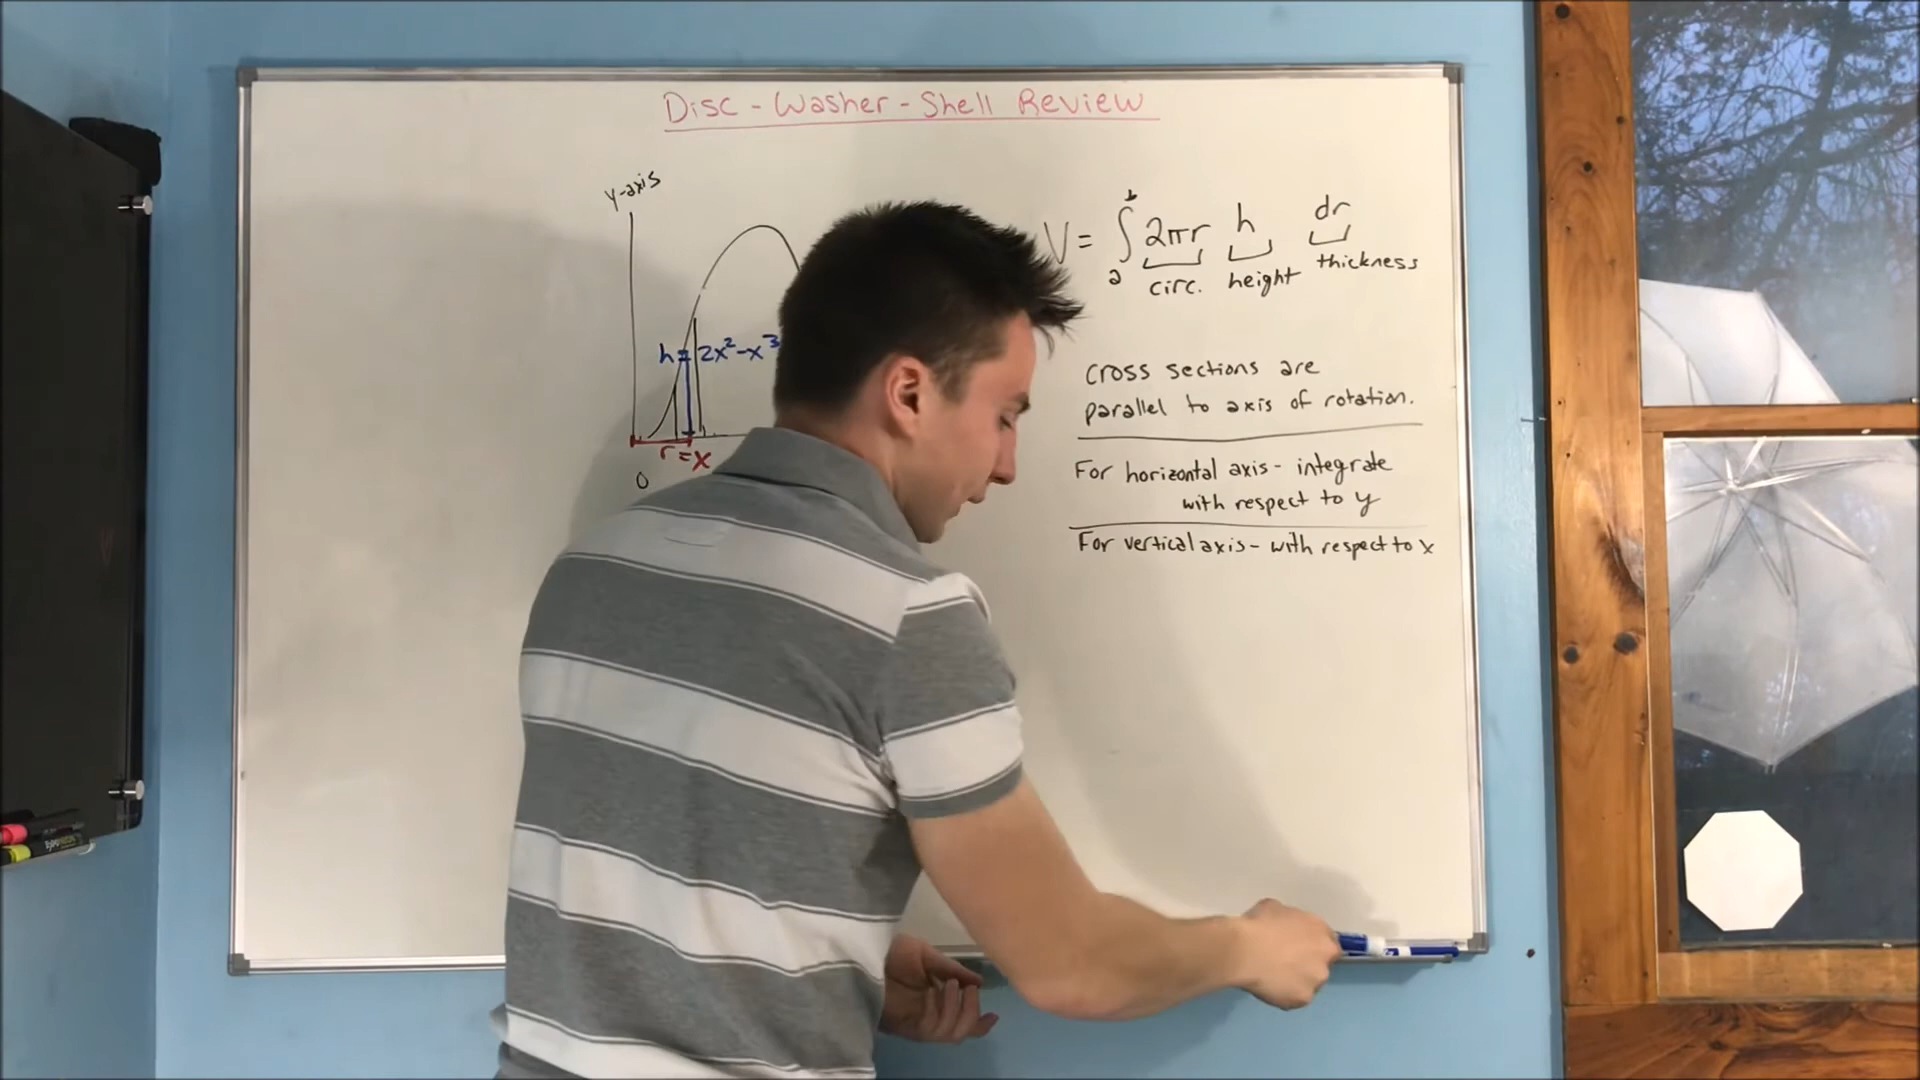 Disc - Washer - Shell Review
y-axis
h = 2x² - x³
r = x
0
V = ∫ 2πr h dr
circ. height thickness
cross sections are
parallel to axis of rotation.
For horizontal axis - integrate
with respect to y
For vertical axis - with respect to x